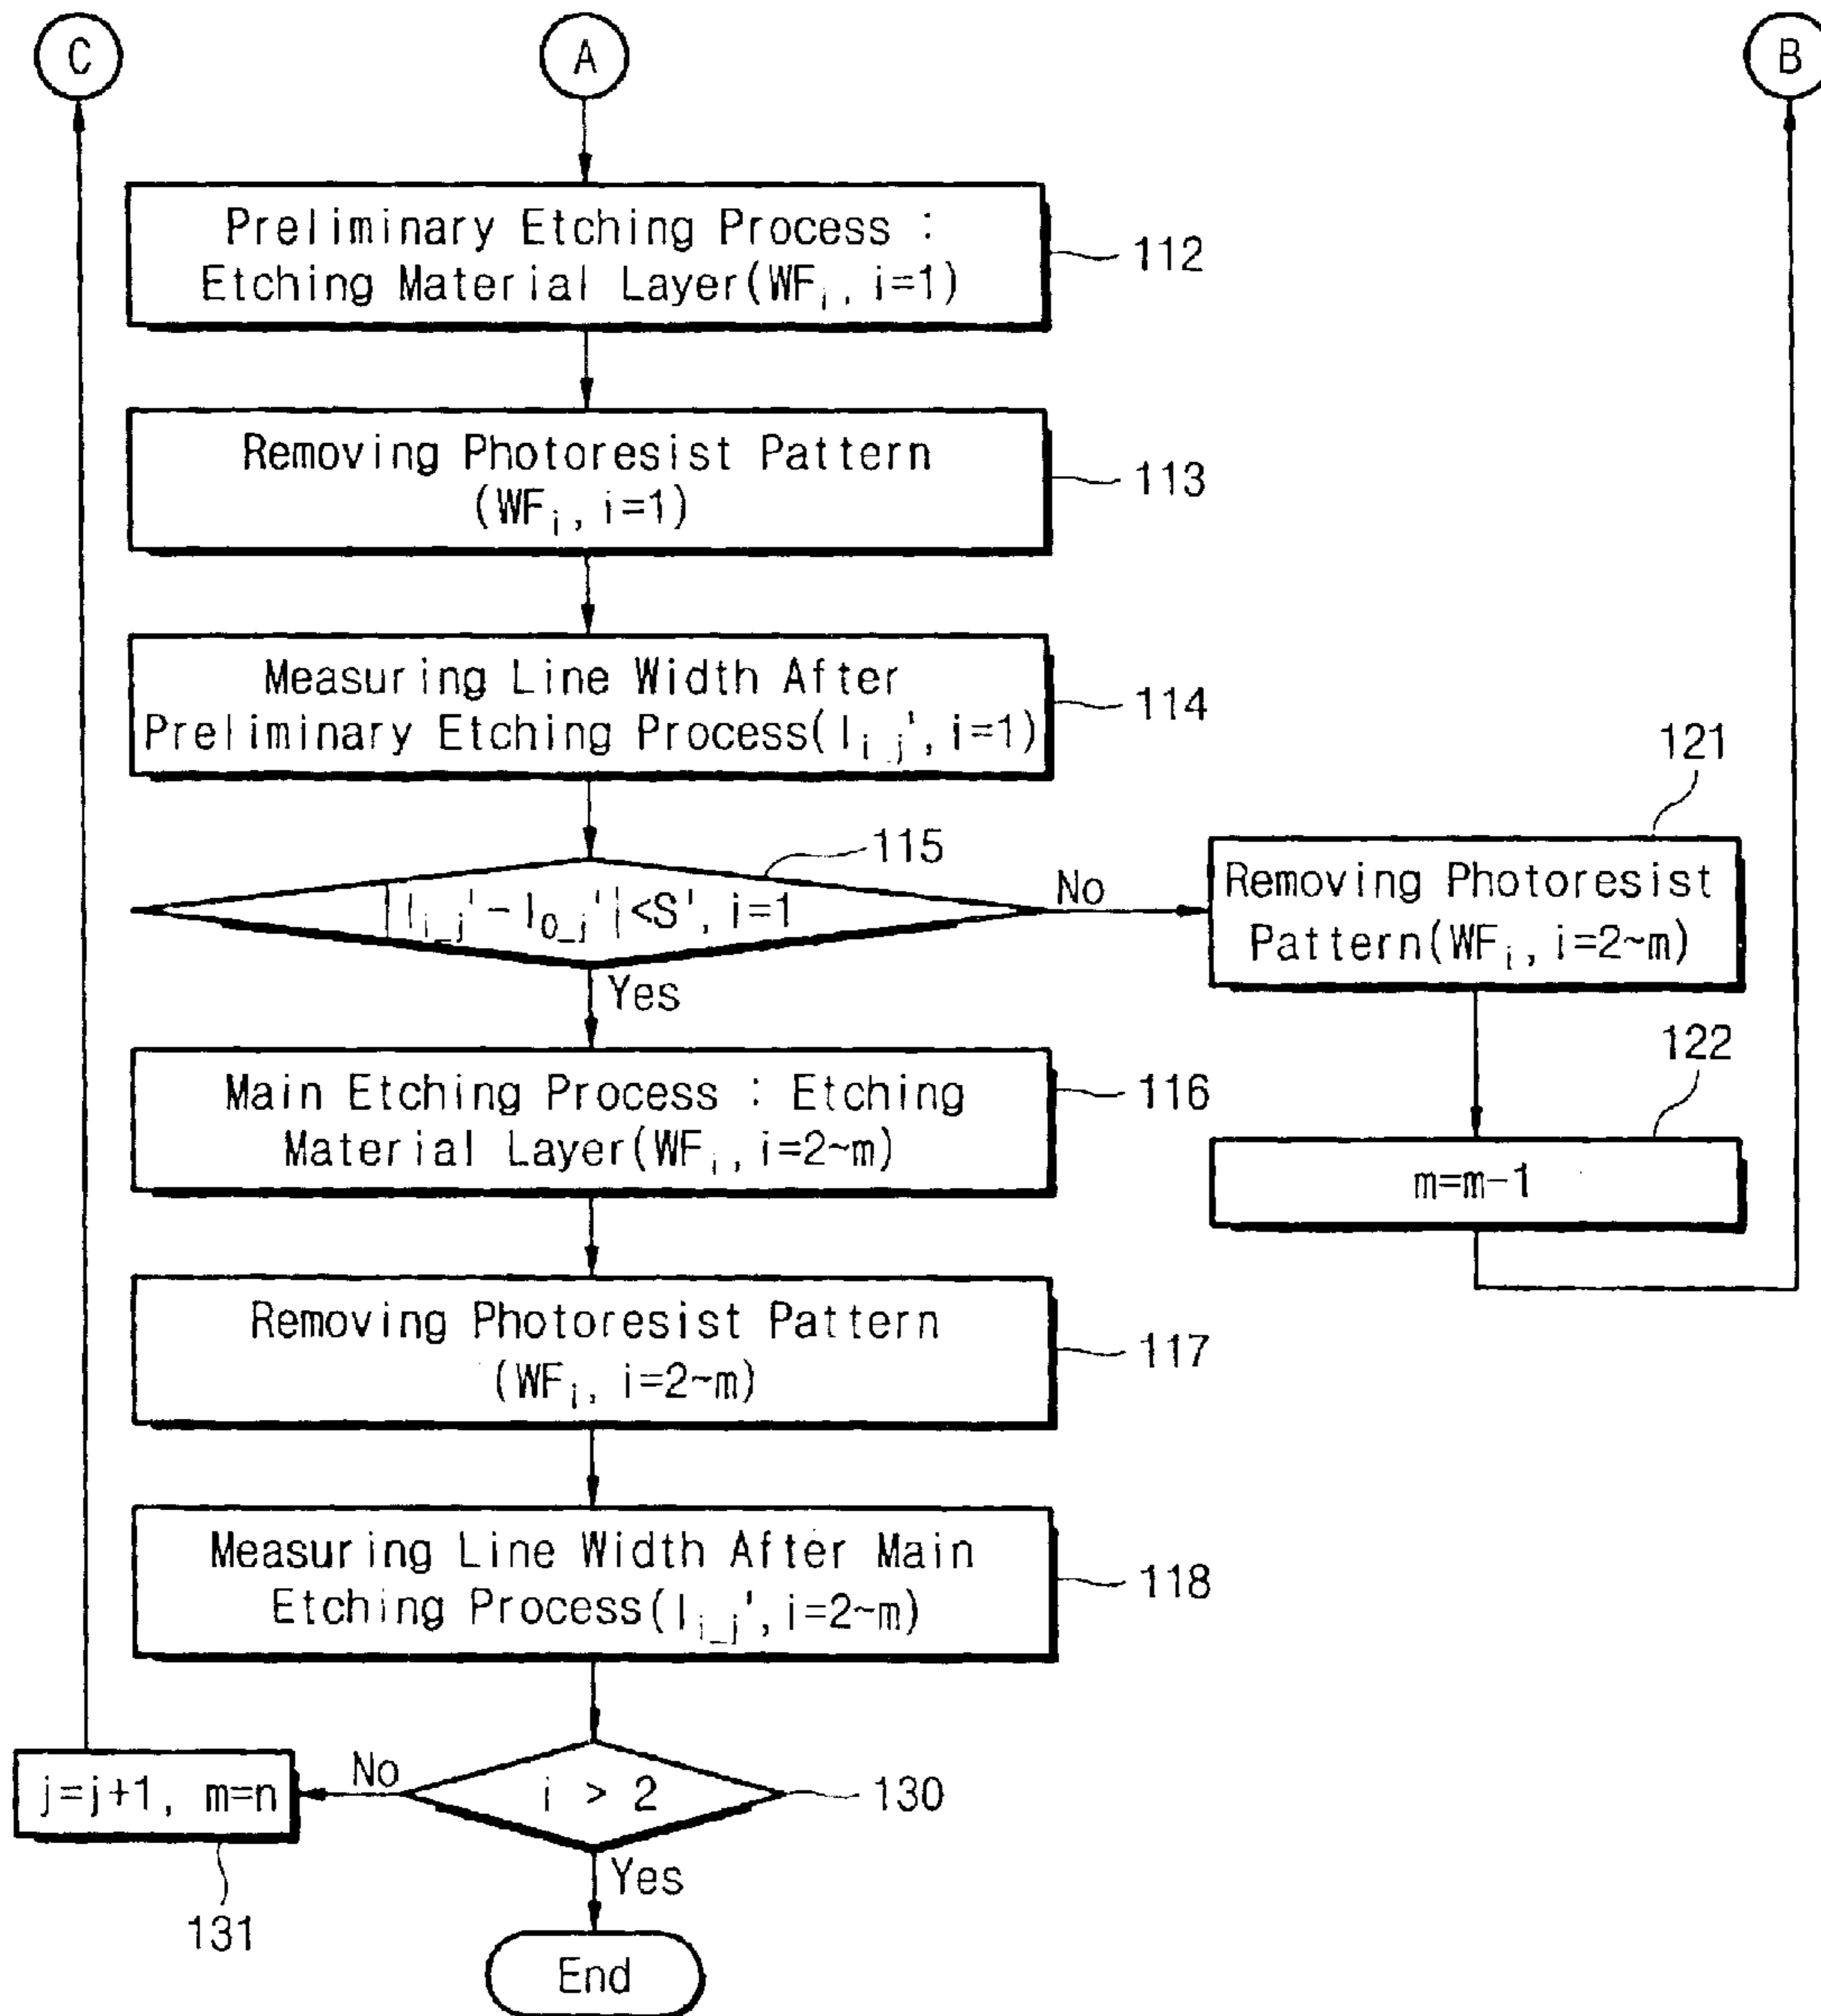 C
A
B
Preliminary Etching Process :
Etching Material Layer(WFi, i=1)
112
Removing Photoresist Pattern
(WFi, i=1)
113
Measuring Line Width After
Preliminary Etching Process(li_j', i=1)
114
115
|li_j'-l0_j'|<S', i=1
No
Yes
121
Removing Photoresist
Pattern(WFi, i=2~m)
122
m=m-1
Main Etching Process : Etching
Material Layer(WFi, i=2~m)
116
Removing Photoresist Pattern
(WFi, i=2~m)
117
Measuring Line Width After Main
Etching Process(li_j', i=2~m)
118
j=j+1, m=n
No
i > 2
130
131
Yes
End